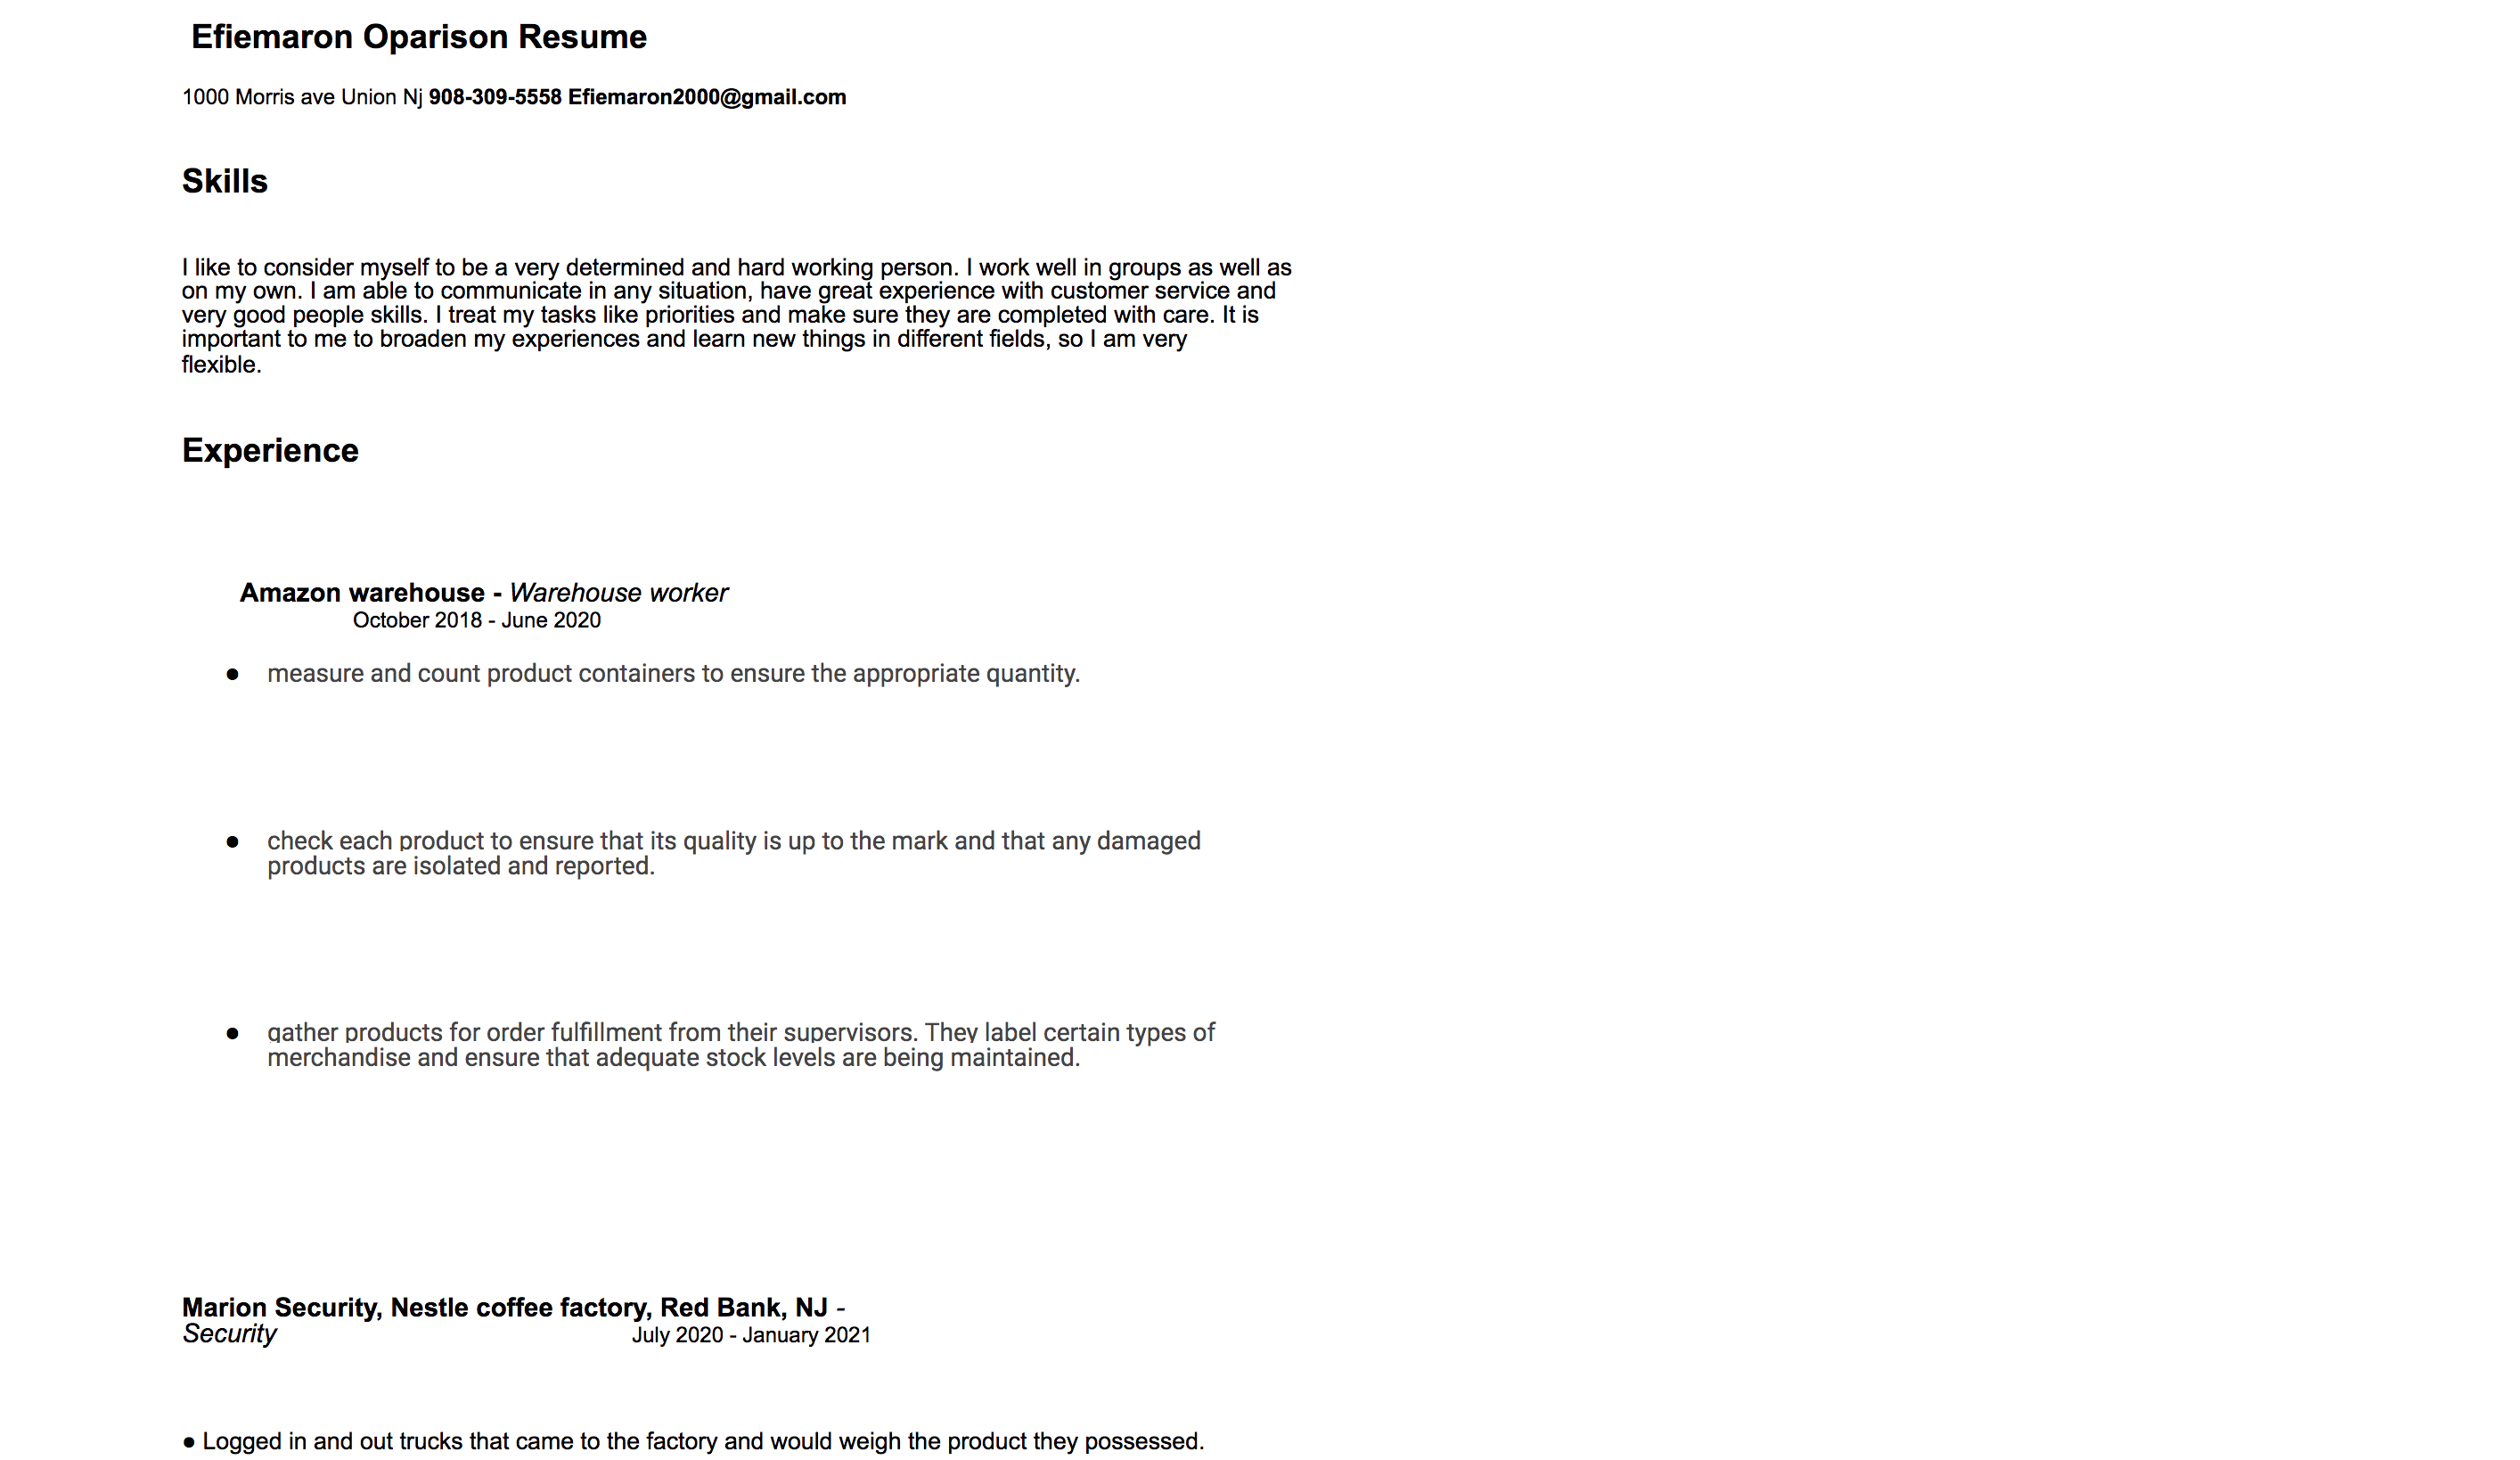 Efiemaron Oparison Resume
1000 Morris ave Union Nj 908-309-5558 Efiemaron2000@gmail.com
Skills
I like to consider myself to be a very determined and hard working person. I work well in groups as well as
on my own. I am able to communicate in any situation, have great experience with customer service and
very good people skills. I treat my tasks like priorities and make sure they are completed with care. It is
important to me to broaden my experiences and learn new things in different fields, so I am very
flexible.
Experience
Amazon warehouse - Warehouse worker
October 2018 - June 2020
● measure and count product containers to ensure the appropriate quantity.
● check each product to ensure that its quality is up to the mark and that any damaged
products are isolated and reported.
● gather products for order fulfillment from their supervisors. They label certain types of
merchandise and ensure that adequate stock levels are being maintained.
Marion Security, Nestle coffee factory, Red Bank, NJ -
Security July 2020 - January 2021
● Logged in and out trucks that came to the factory and would weigh the product they possessed.